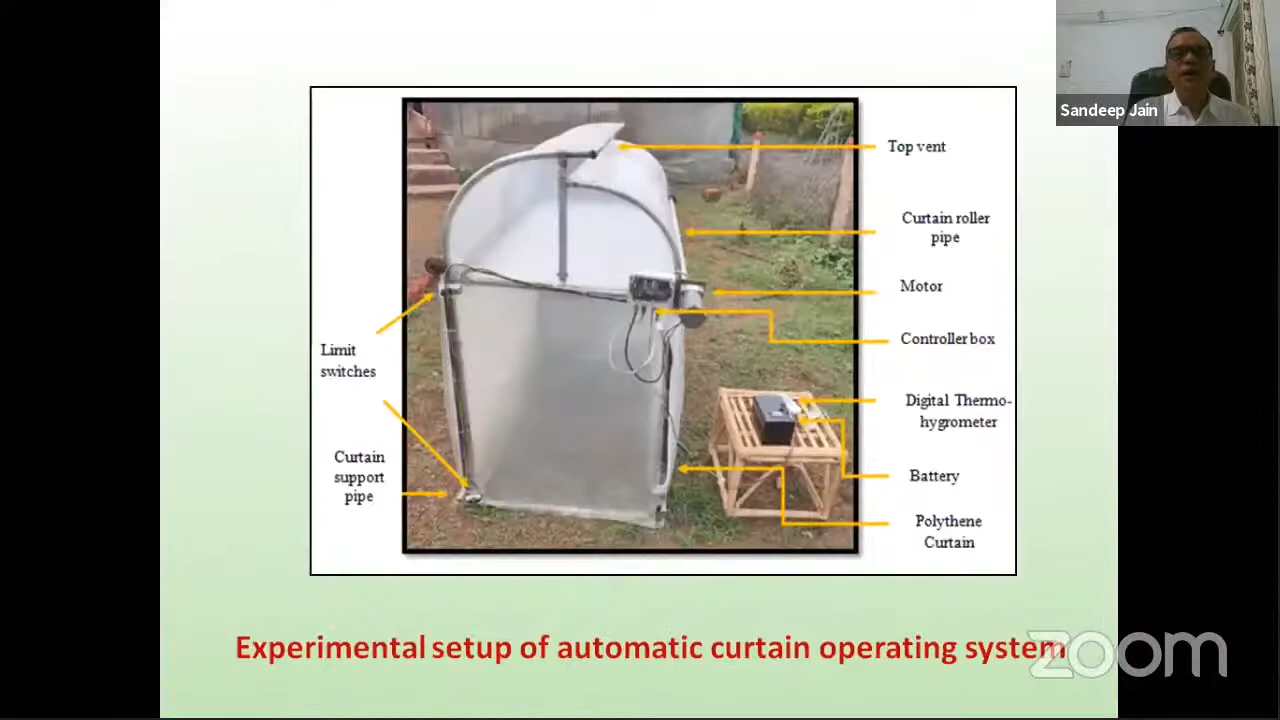 Sandeep Jain
Top vent
Curtain roller
pipe
Motor
Controller box
Limit
switches
Digital Thermo-
hygrometer
Curtain
support
pipe
Battery
Polythene
Curtain
Experimental setup of automatic curtain operating system
zoom